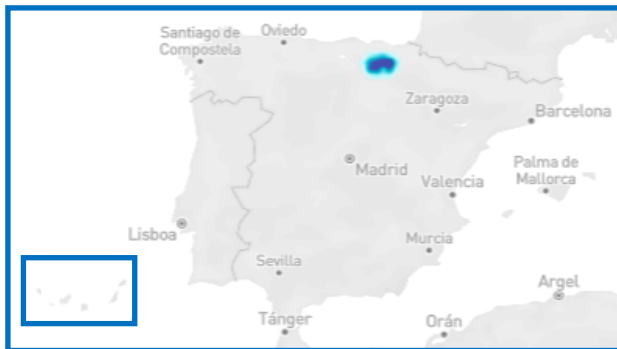 Santiago de
Compostela
Oviedo
Zaragoza
Barcelona
Madrid
Palma de
Mallorca
Valencia
Lisboa
Murcia
Sevilla
Argel
Tánger
Orán